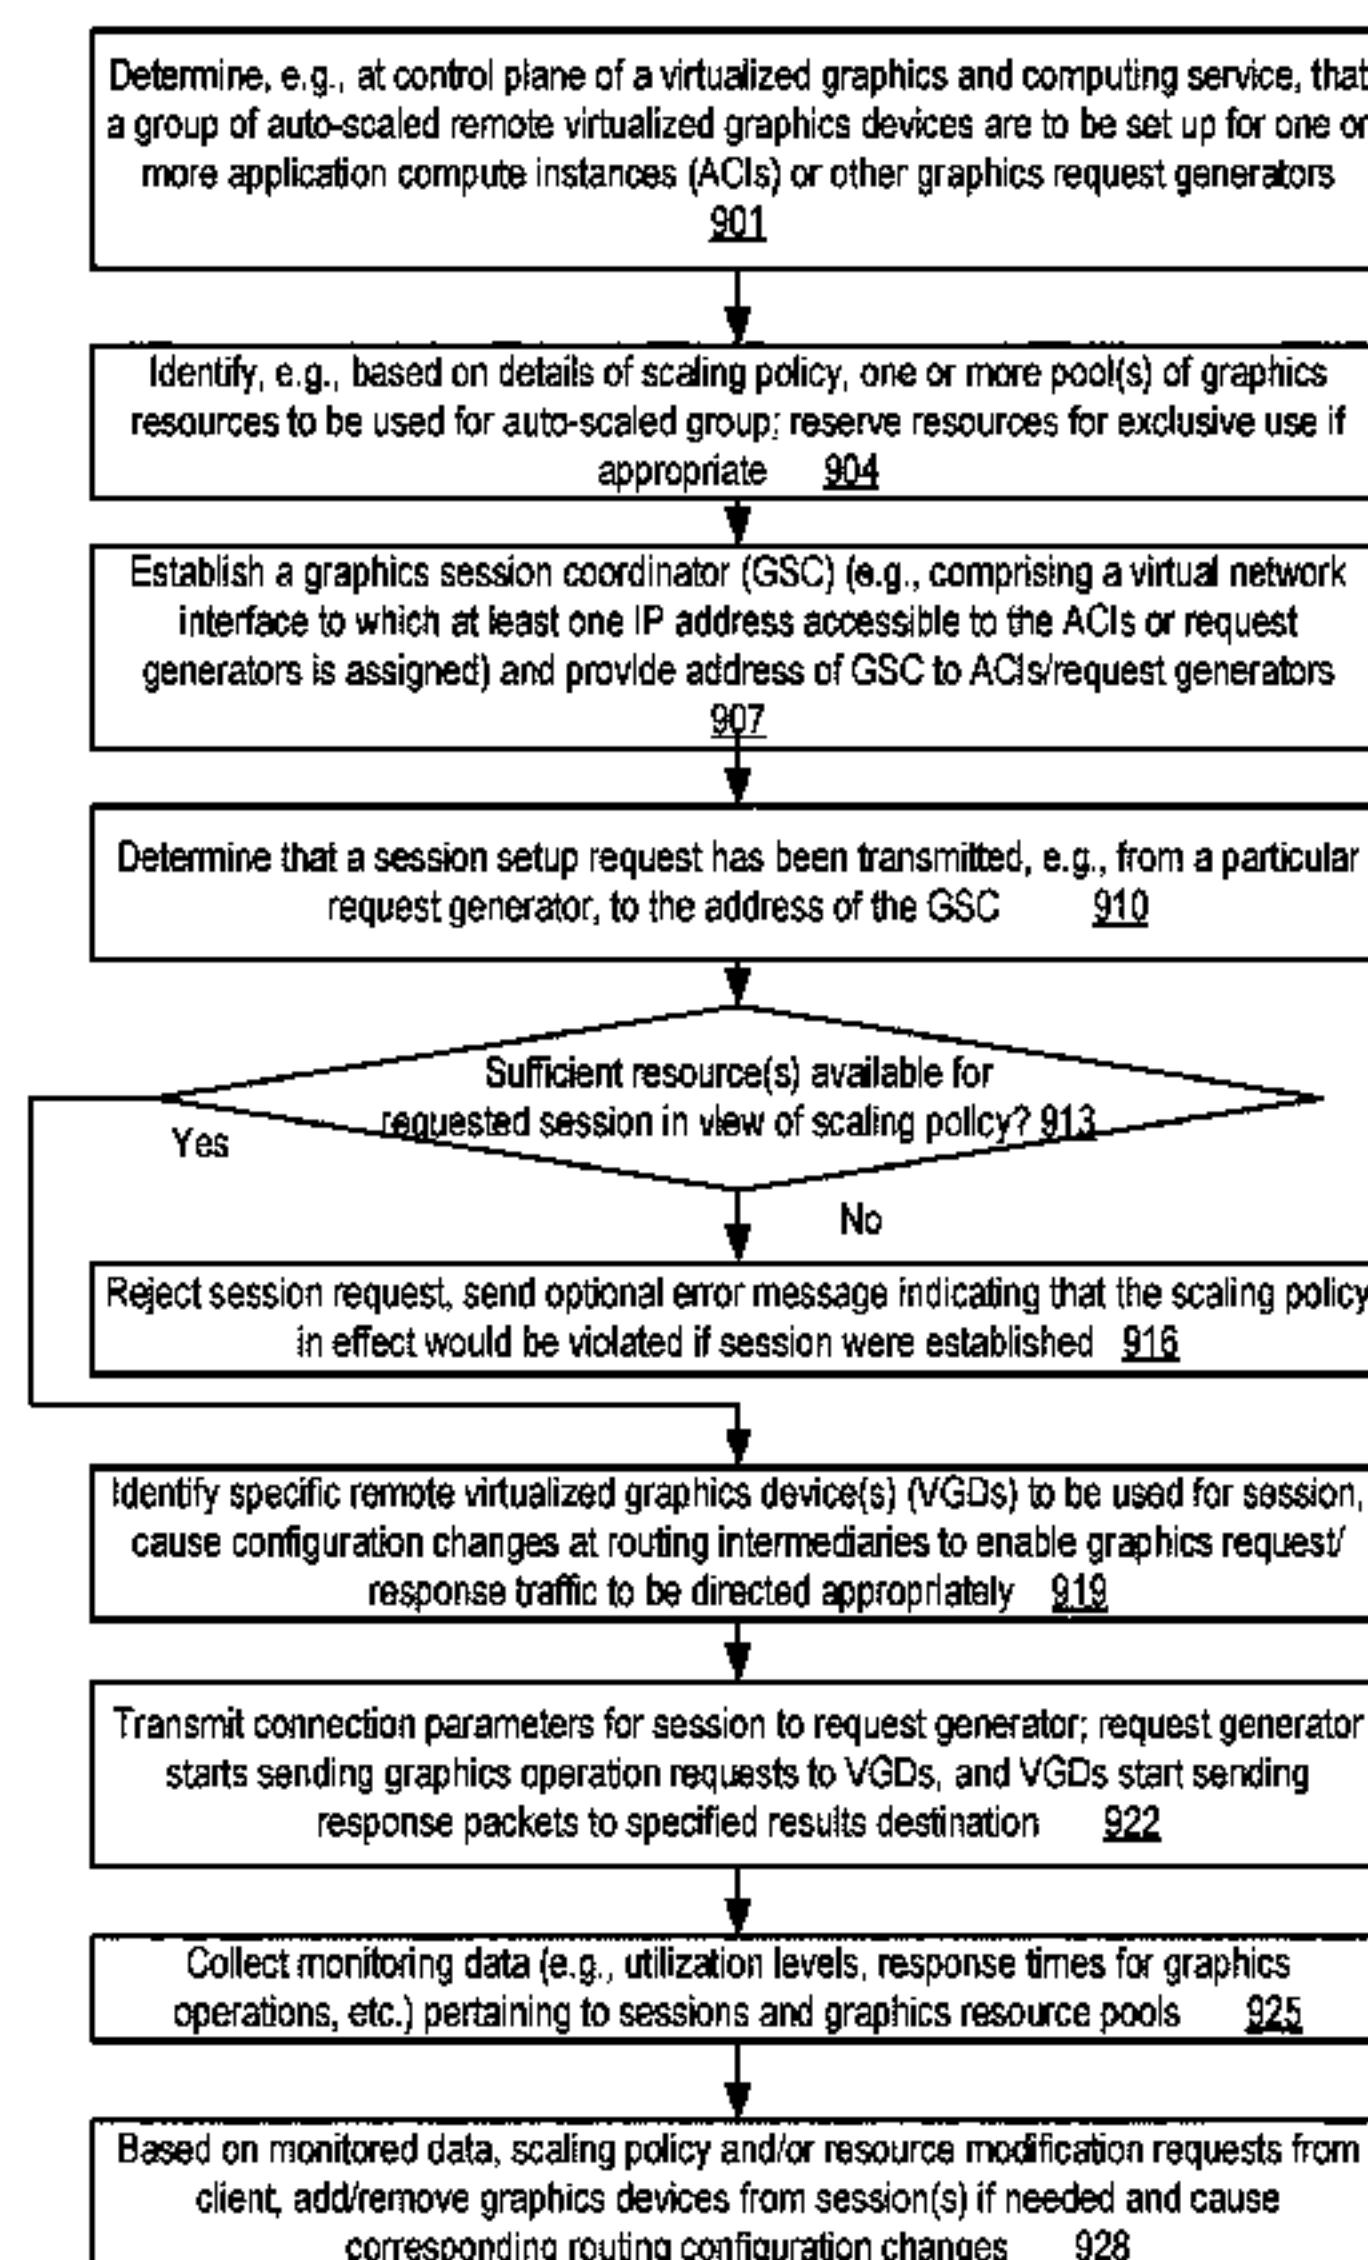 Determine, e.g., at control plane of a virtualized graphics and computing service, that
a group of auto-scaled remote virtualized graphics devices are to be set up for one or
more application compute instances (ACIs) or other graphics request generators
901
Identify, e.g., based on details of scaling policy, one or more pool(s) of graphics
resources to be used for auto-scaled group; reserve resources for exclusive use if
appropriate 904
Establish a graphics session coordinator (GSC) (e.g., comprising a virtual network
interface to which at least one IP address accessible to the ACIs or request
generators is assigned) and provide address of GSC to ACIs/request generators
907
Determine that a session setup request has been transmitted, e.g., from a particular
request generator, to the address of the GSC 910
Sufficient resource(s) available for
requested session in view of scaling policy? 913
Yes
No
Reject session request, send optional error message indicating that the scaling policy
in effect would be violated if session were established 916
Identify specific remote virtualized graphics device(s) (VGDs) to be used for session,
cause configuration changes at routing intermediaries to enable graphics request/
response traffic to be directed appropriately 919
Transmit connection parameters for session to request generator; request generator
starts sending graphics operation requests to VGDs, and VGDs start sending
response packets to specified results destination 922
Collect monitoring data (e.g., utilization levels, response times for graphics
operations, etc.) pertaining to sessions and graphics resource pools 925
Based on monitored data, scaling policy and/or resource modification requests from
client, add/remove graphics devices from session(s) if needed and cause
corresponding routing configuration changes 928